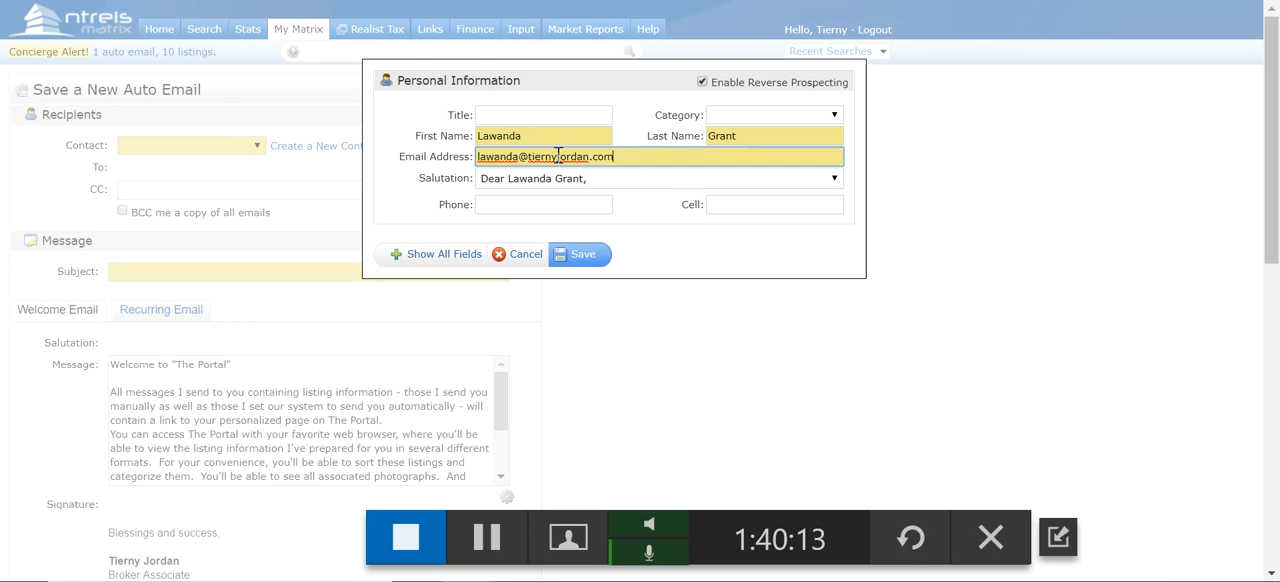 ntreis
matrix
Home Search Stats My Matrix Realist Tax Links Finance Input Market Reports Help
Hello, Tierny · Logout
Concierge Alert! 1 auto email, 10 listings.
Recent Searches
Save a New Auto Email
Recipients
Contact: Create a New Cont
To:
CC:
BCC me a copy of all emails
Message
Subject:
Welcome Email Recurring Email
Salutation:
Message: Welcome to "The Portal"
All messages I send to you containing listing information - those I send you
manually as well as those I set our system to send you automatically - will
contain a link to your personalized page on The Portal.
You can access The Portal with your favorite web browser, where you'll be
able to view the listing information I've prepared for you in several different
formats. For your convenience, you'll be able to sort these listings and
categorize them. You'll be able to see all associated photographs. And
Signature:
Blessings and success,
Tierny Jordan
Broker Associate
Personal Information
Enable Reverse Prospecting
Title: Category:
First Name: Lawanda Last Name: Grant
Email Address: lawanda@tiernyjordan.com
Salutation: Dear Lawanda Grant,
Phone: Cell:
Show All Fields Cancel Save
1:40:13